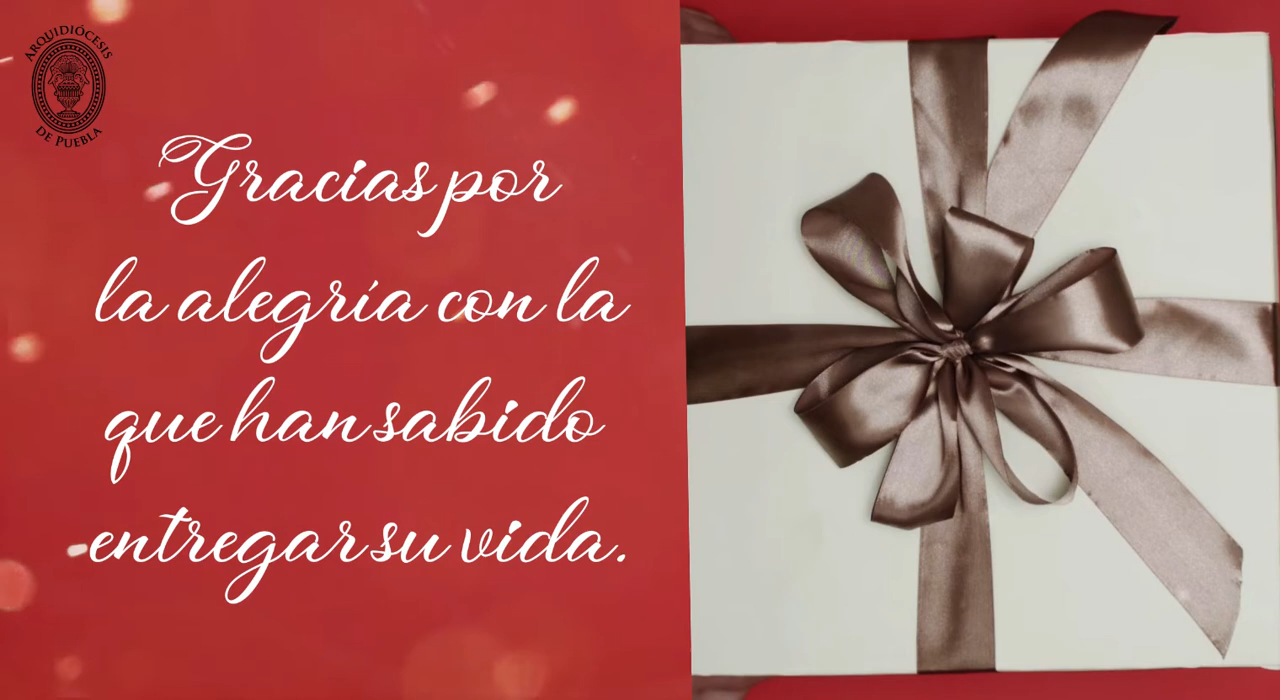 ARQUIDIÓCESIS
DE PUEBLA
Gracias por
la alegría con la
que han sabido
entregar su vida.